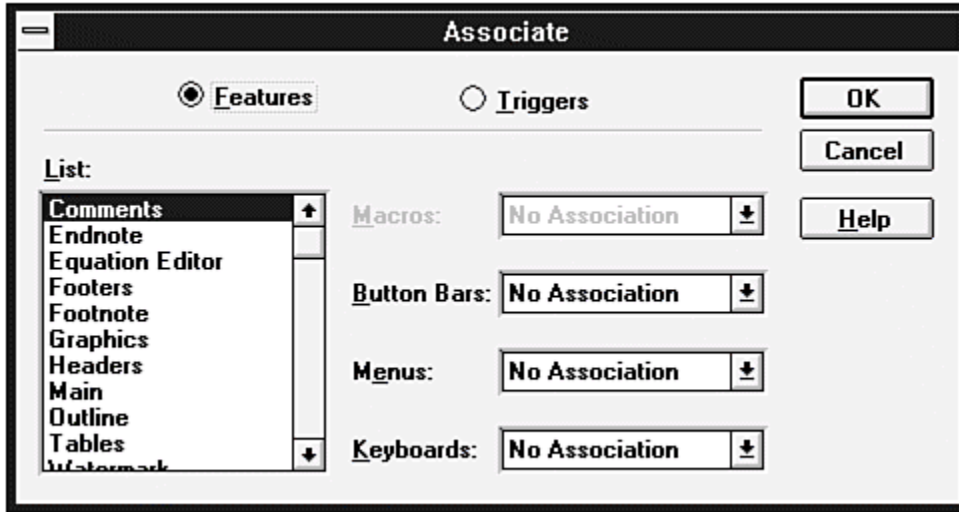 Associate
Features
Triggers
OK
Cancel
Help
List:
Comments
Endnote
Equation Editor
Footers
Footnote
Graphics
Headers
Main
Outline
Tables
Watermark
Macros: No Association
Button Bars: No Association
Menus: No Association
Keyboards: No Association